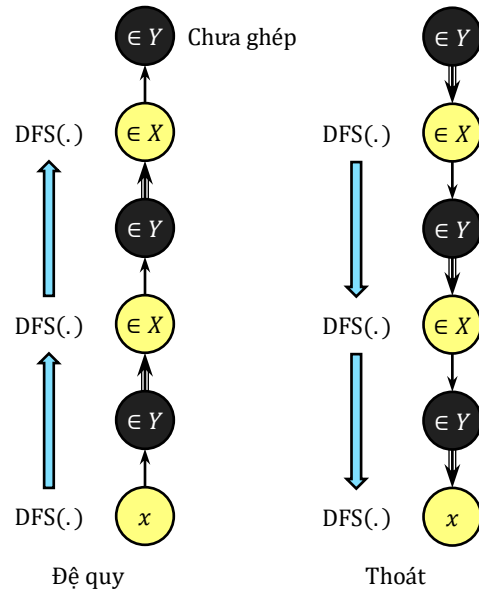 ∈ Y Chưa ghép
DFS(.) ∈ X
∈ Y
DFS(.) ∈ X
∈ Y
DFS(.) x
Đệ quy
∈ Y
DFS(.) ∈ X
∈ Y
DFS(.) ∈ X
∈ Y
DFS(.) x
Thoát